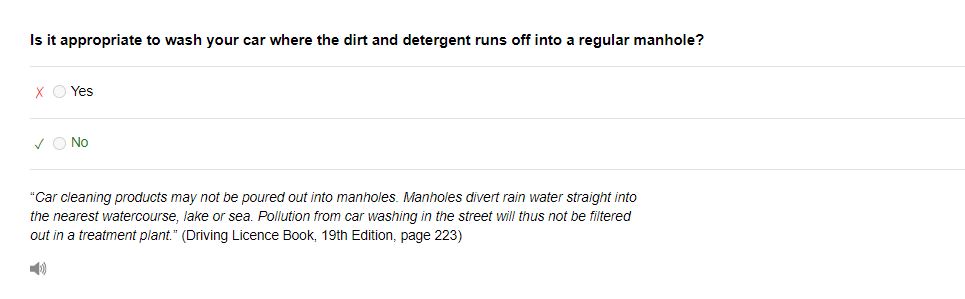 Is it appropriate to wash your car where the dirt and detergent runs off into a regular manhole?
Yes
No
“Car cleaning products may not be poured out into manholes. Manholes divert rain water straight into
the nearest watercourse, lake or sea. Pollution from car washing in the street will thus not be filtered
out in a treatment plant.” (Driving Licence Book, 19th Edition, page 223)